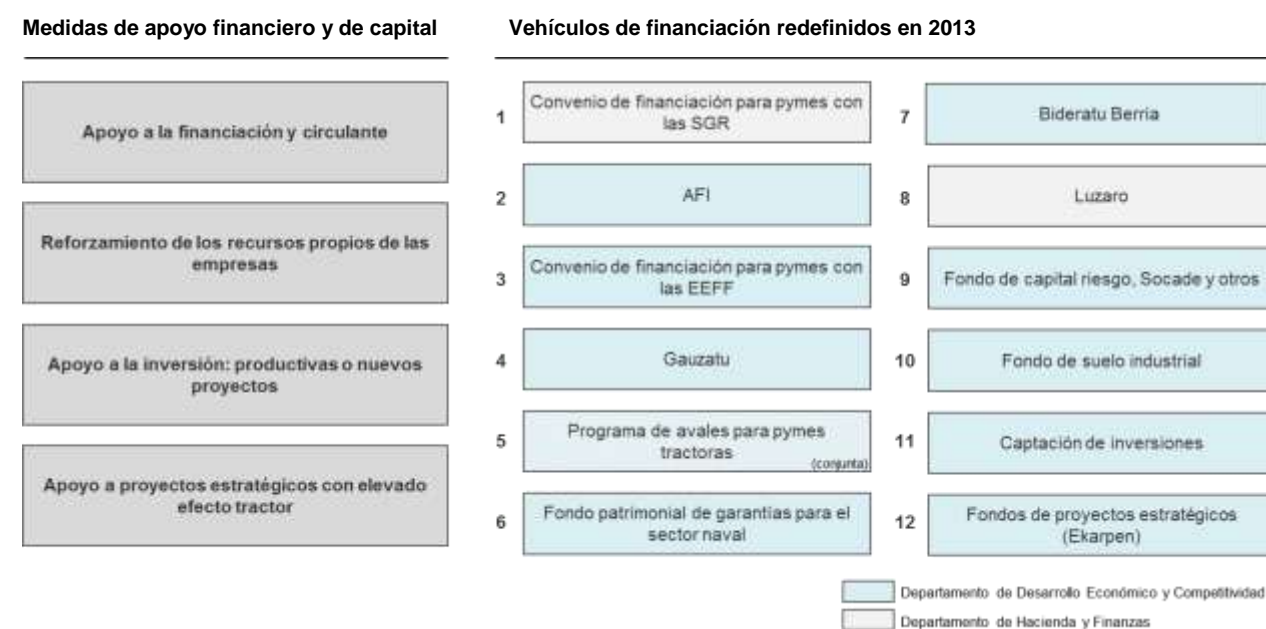 Medidas de apoyo financiero y de capital
Apoyo a la financiación y circulante
Reforzamiento de los recursos propios de las
empresas
Apoyo a la inversión: productivas o nuevos
proyectos
Apoyo a proyectos estratégicos con elevado
efecto tractor
Vehículos de financiación redefinidos en 2013
1
Convenio de financiación para pymes con
las SGR
2
AFI
3
Convenio de financiación para pymes con
las EEFF
4
Gauzatu
5
Programa de avales para pymes
tractoras
(conjunta)
6
Fondo patrimonial de garantías para el
sector naval
7
Bideratu Berria
8
Luzaro
9
Fondo de capital riesgo, Socade y otros
10
Fondo de suelo industrial
11
Captación de inversiones
12
Fondos de proyectos estratégicos
(Ekarpen)
Departamento de Desarrollo Económico y Competitividad
Departamento de Hacienda y Finanzas